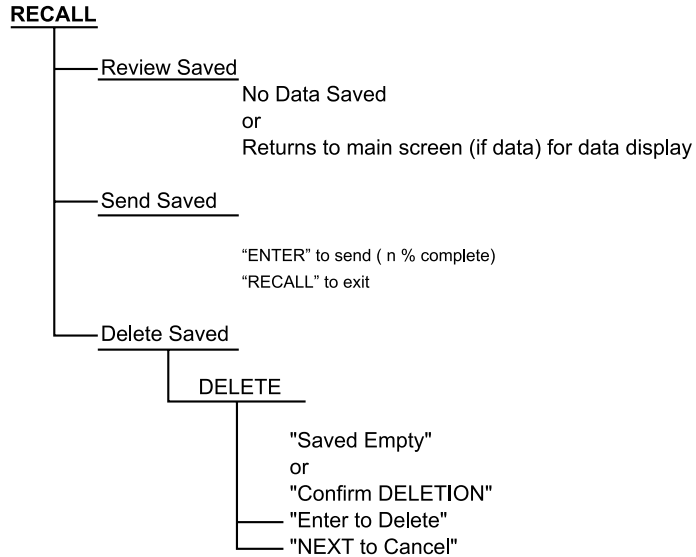 RECALL
Review Saved
No Data Saved
or
Returns to main screen (if data) for data display
Send Saved
“ENTER” to send ( n % complete)
“RECALL” to exit
Delete Saved
DELETE
"Saved Empty"
or
"Confirm DELETION"
"Enter to Delete"
"NEXT to Cancel"